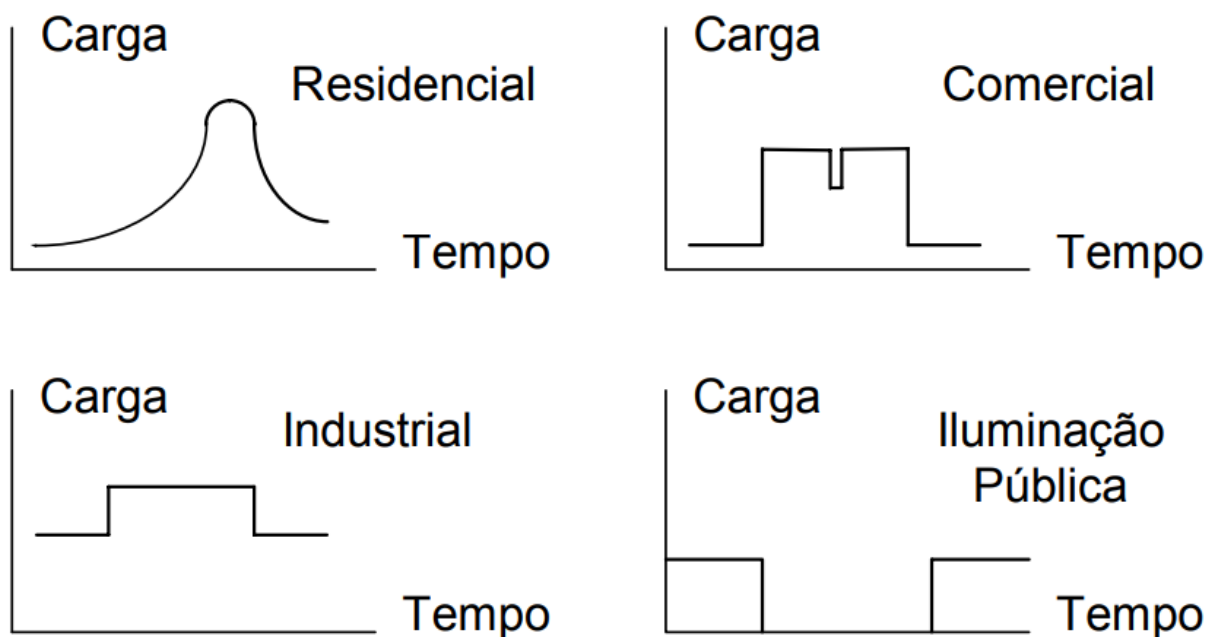 Carga
Residencial
Tempo
Carga
Comercial
Tempo
Carga
Industrial
Tempo
Carga
Iluminação
Pública
Tempo